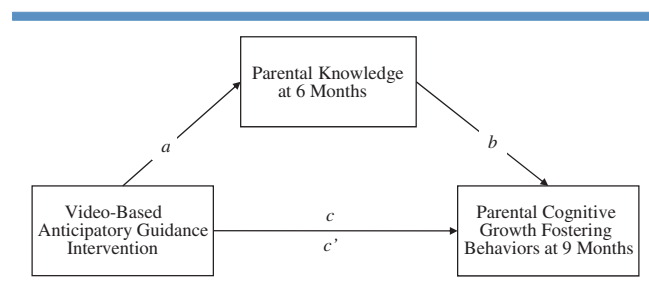 Parental Knowledge
at 6 Months
a
b
Video-Based
Anticipatory Guidance
Intervention
c
c'
Parental Cognitive
Growth Fostering
Behaviors at 9 Months